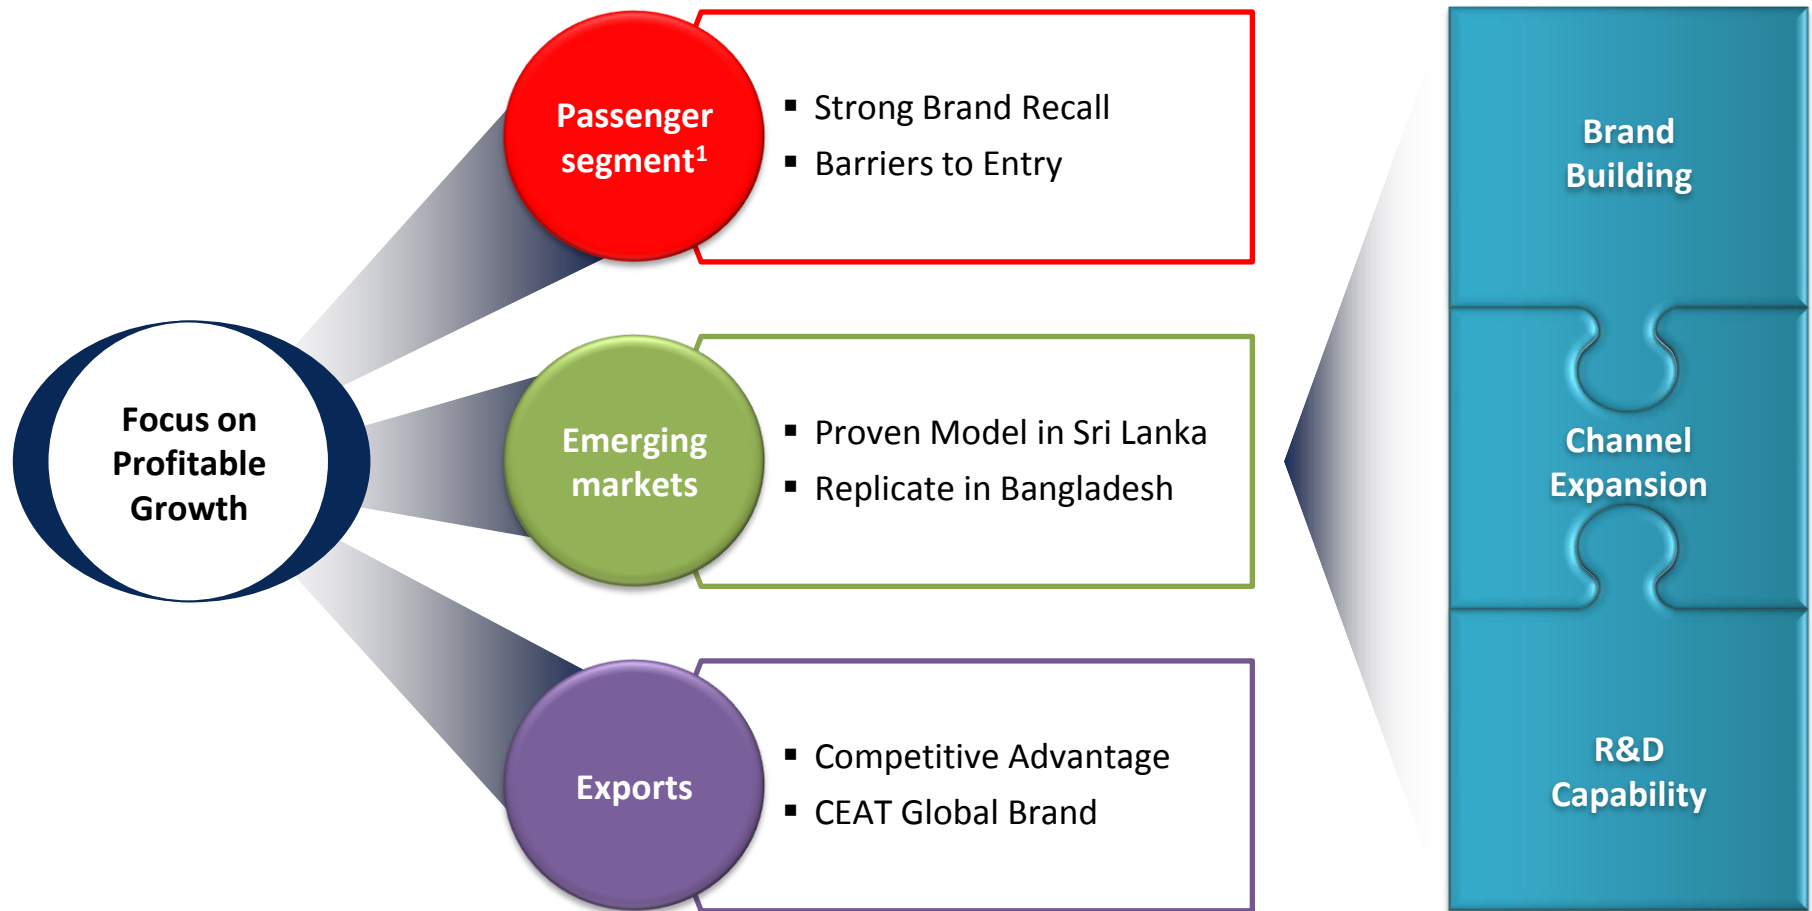 Focus on
Profitable
Growth
Passenger
segment¹
▪ Strong Brand Recall
▪ Barriers to Entry
Emerging
markets
▪ Proven Model in Sri Lanka
▪ Replicate in Bangladesh
Exports
▪ Competitive Advantage
▪ CEAT Global Brand
Brand
Building
Channel
Expansion
R&D
Capability